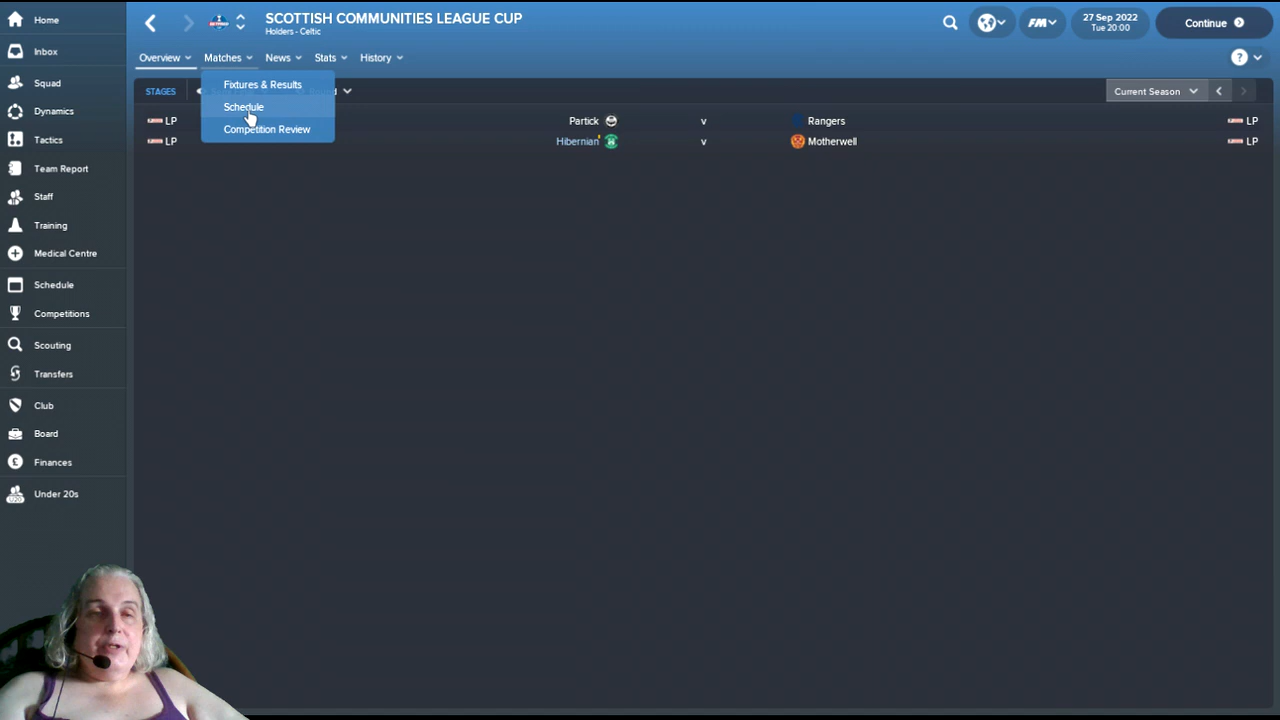 Home
Inbox
Squad
Dynamics
Tactics
Team Report
Staff
Training
Medical Centre
Schedule
Competitions
Scouting
Transfers
Club
Board
Finances
Under 20s
SCOTTISH COMMUNITIES LEAGUE CUP
Holders - Celtic
FM
27 Sep 2022
Tue 20:00
Continue
Overview Matches News Stats History
?
Fixtures & Results
Schedule
Competition Review
STAGES
Current Season
LP Partick v Rangers LP
LP Hibernian v Motherwell LP